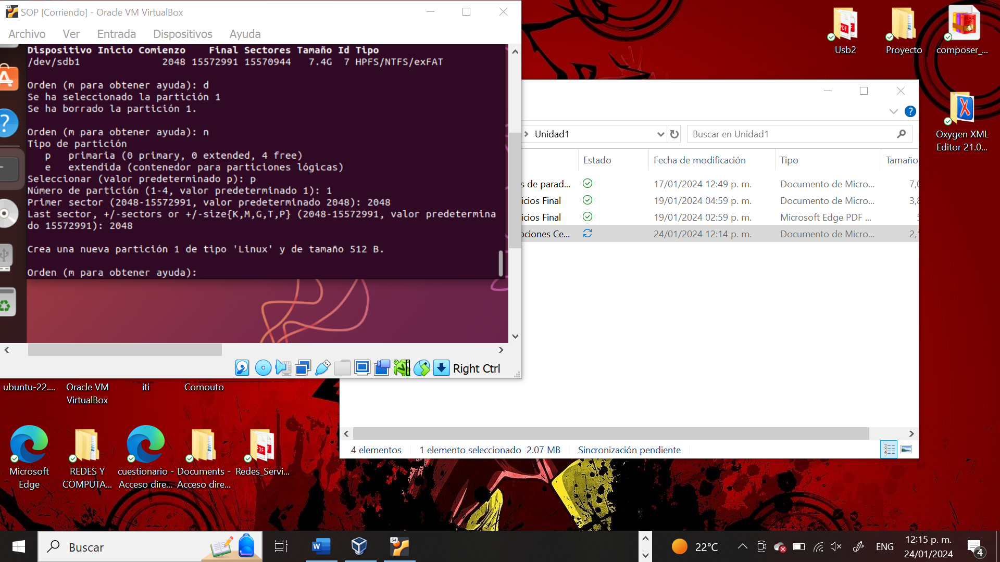 SOP [Corriendo] - Oracle VM VirtualBox
Archivo Ver Entrada Dispositivos Ayuda
Dispositivo Inicio Comienzo Final Sectores Tamaño Id Tipo
/dev/sdb1 2048 15572991 15570944 7.4G 7 HPFS/NTFS/exFAT
Orden (m para obtener ayuda): d
Se ha seleccionado la partición 1
Se ha borrado la partición 1.
Orden (m para obtener ayuda): n
Tipo de partición
p primaria (0 primary, 0 extended, 4 free)
e extendida (contenedor para particiones lógicas)
Seleccionar (valor predeterminado p): p
Número de partición (1-4, valor predeterminado 1): 1
Primer sector (2048-15572991, valor predeterminado 2048): 2048
Last sector, +/-sectors or +/-size{K,M,G,T,P} (2048-15572991, valor predetermina
do 15572991): 2048
Crea una nueva partición 1 de tipo 'Linux' y de tamaño 512 B.
Orden (m para obtener ayuda):
Right Ctrl
Usb2
Proyecto
composer_...
Oxygen XML
Editor 21.0...
Unidad1
Buscar en Unidad1
Estado Fecha de modificación Tipo Tamaño
s de parad... 17/01/2024 12:49 p. m. Documento de Micro... 7,0
icios Final 19/01/2024 04:59 p. m. Documento de Micro... 3,8
icios Final 19/01/2024 02:59 p. m. Microsoft Edge PDF ...
ociones Ce... 24/01/2024 12:14 p. m. Documento de Micro... 2,
4 elementos 1 elemento seleccionado 2.07 MB Sincronización pendiente
ubuntu-22....
Oracle VM
VirtualBox
iti
Comouto
Microsoft
Edge
REDES Y
COMPUTA...
cuestionario -
Acceso dire...
Documents -
Acceso dire...
Redes_Servi...
Buscar
64
22°C
ENG
12:15 p. m.
24/01/2024
4